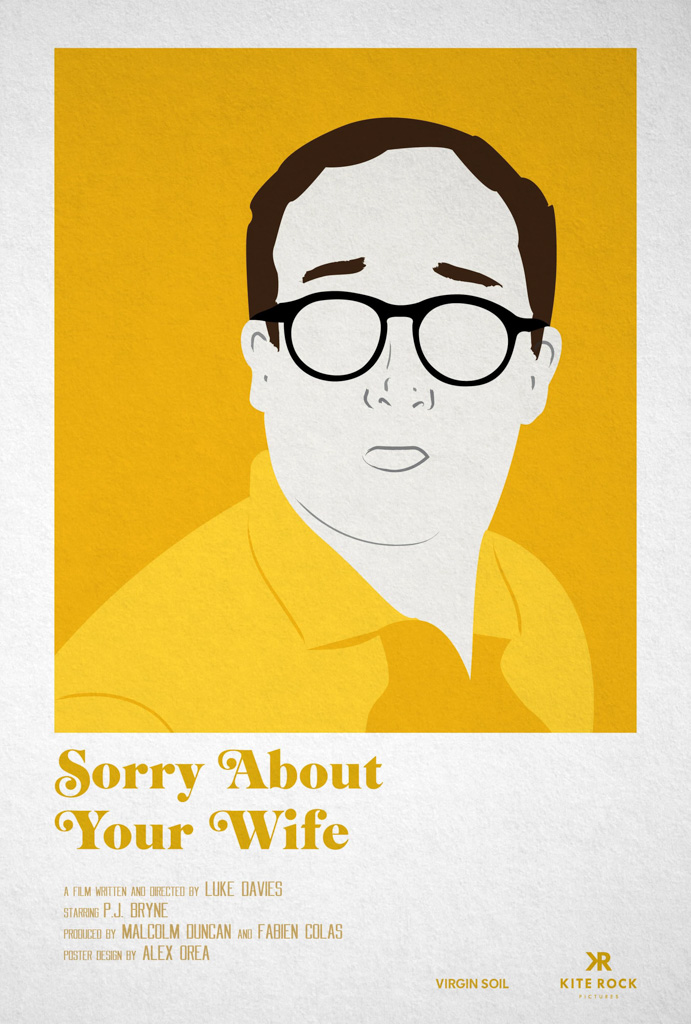 Sorry About
Your Wife
A FILM WRITTEN AND DIRECTED BY LUKE DAVIES
STARRING P.J. BRYNE
PRODUCED BY MALCOLM DUNCAN AND FABIEN COLAS
POSTER DESIGN BY ALEX OREA
VIRGIN SOIL
KR
KITE ROCK
PICTURES